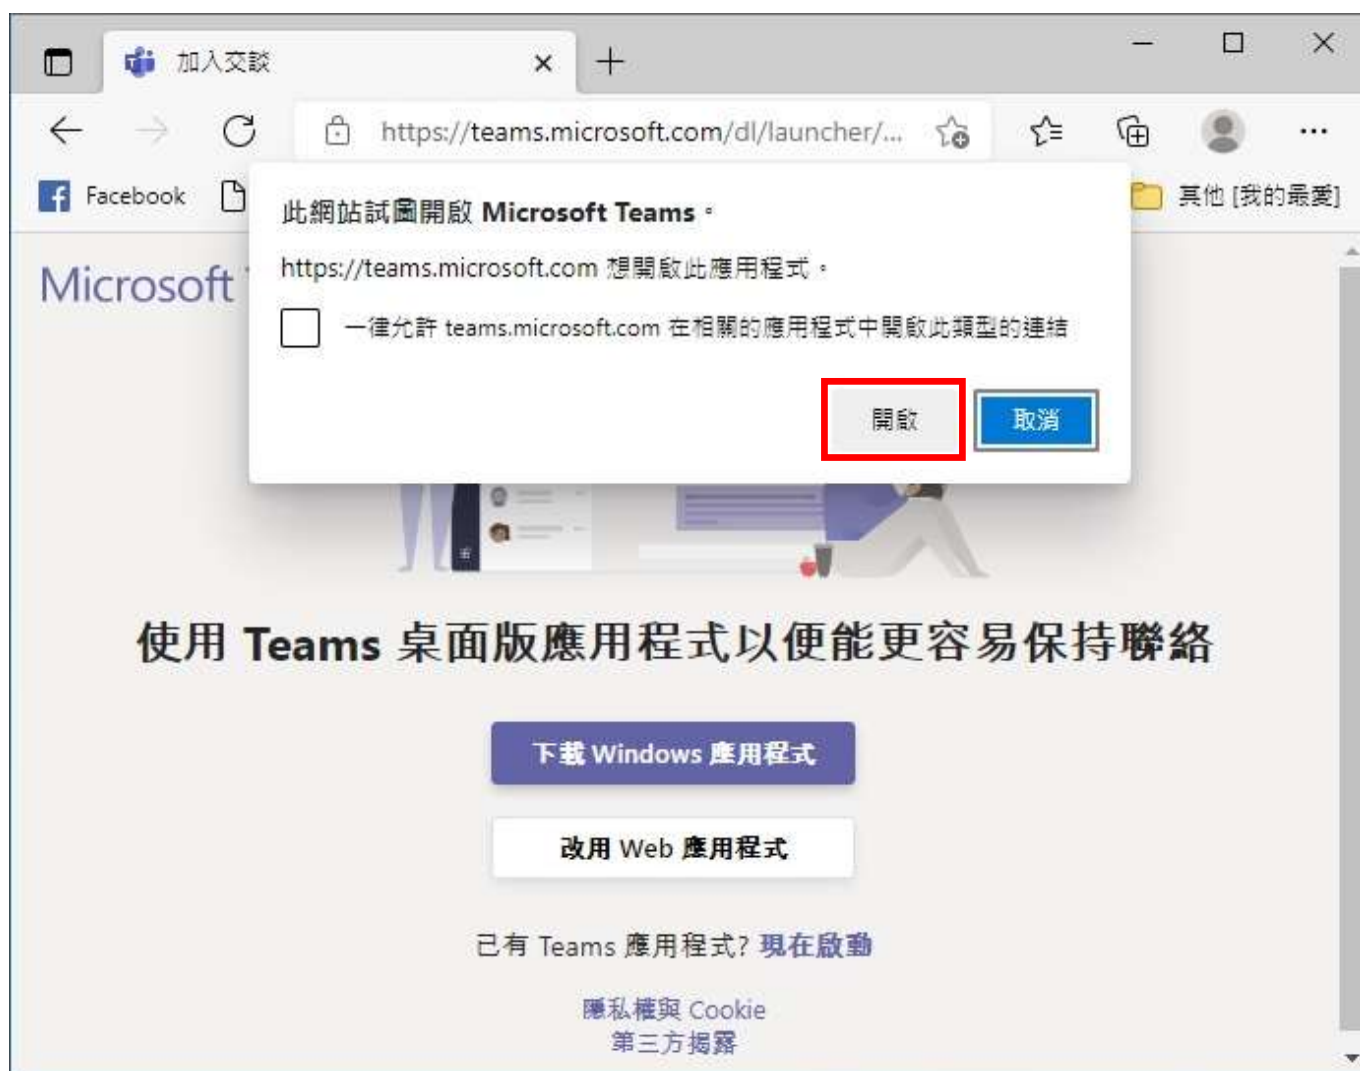 加入交談
https://teams.microsoft.com/dl/launcher/...
Facebook
其他 [我的最愛]
此網站試圖開啟 Microsoft Teams。
https://teams.microsoft.com 想開啟此應用程式。
一律允許 teams.microsoft.com 在相關的應用程式中開啟此類型的連結
開啟
取消
Microsoft
使用 Teams 桌面版應用程式以便能更容易保持聯絡
下載 Windows 應用程式
改用 Web 應用程式
已有 Teams 應用程式? 現在啟動
隱私權與 Cookie
第三方揭露